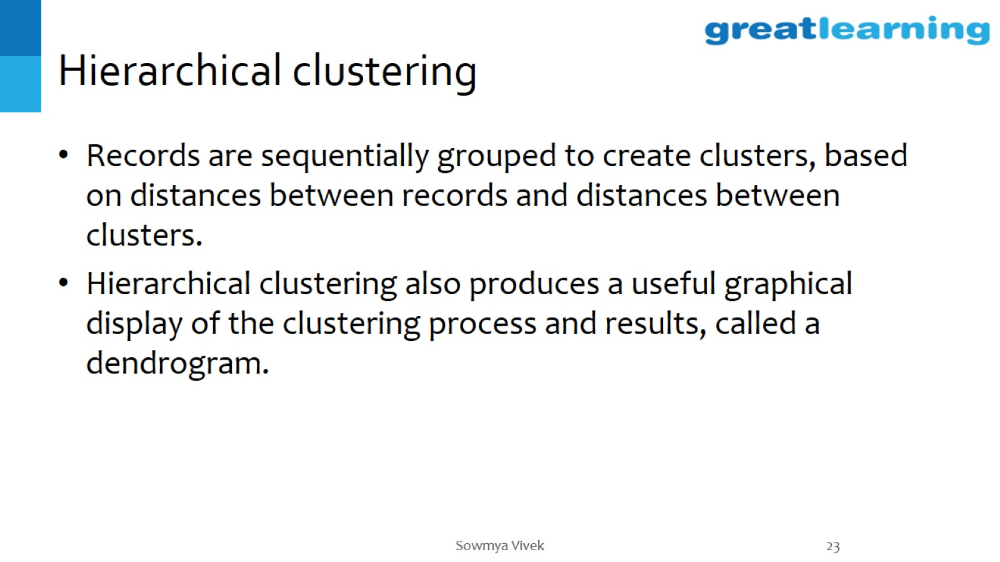 greatlearning
Hierarchical clustering
• Records are sequentially grouped to create clusters, based
on distances between records and distances between
clusters.
• Hierarchical clustering also produces a useful graphical
display of the clustering process and results, called a
dendrogram.
Sowmya Vivek
23